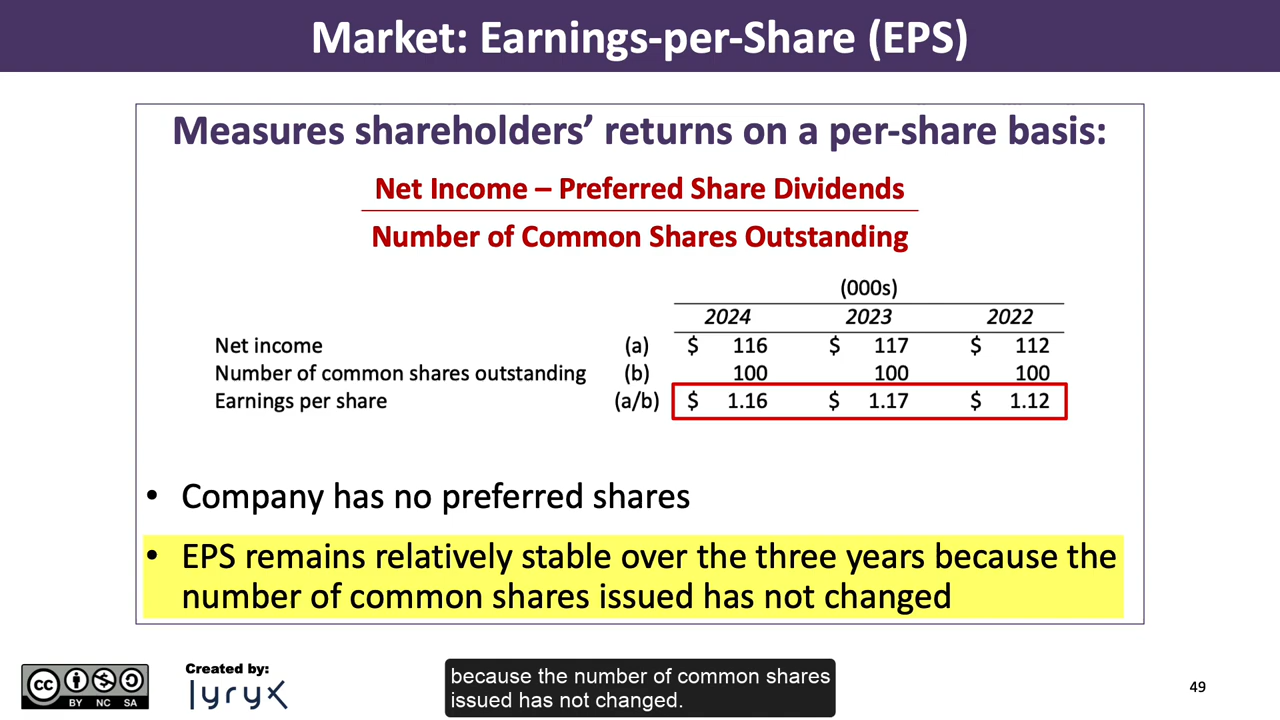 Market: Earnings-per-Share (EPS)
Measures shareholders’ returns on a per-share basis:
Net Income – Preferred Share Dividends
Number of Common Shares Outstanding
(000s)
2024 2023 2022
Net income (a) $ 116 $ 117 $ 112
Number of common shares outstanding (b) 100 100 100
Earnings per share (a/b) $ 1.16 $ 1.17 $ 1.12
• Company has no preferred shares
• EPS remains relatively stable over the three years because the
number of common shares issued has not changed
cc BY NC SA
Created by:
lyryx
because the number of common shares
issued has not changed.
49